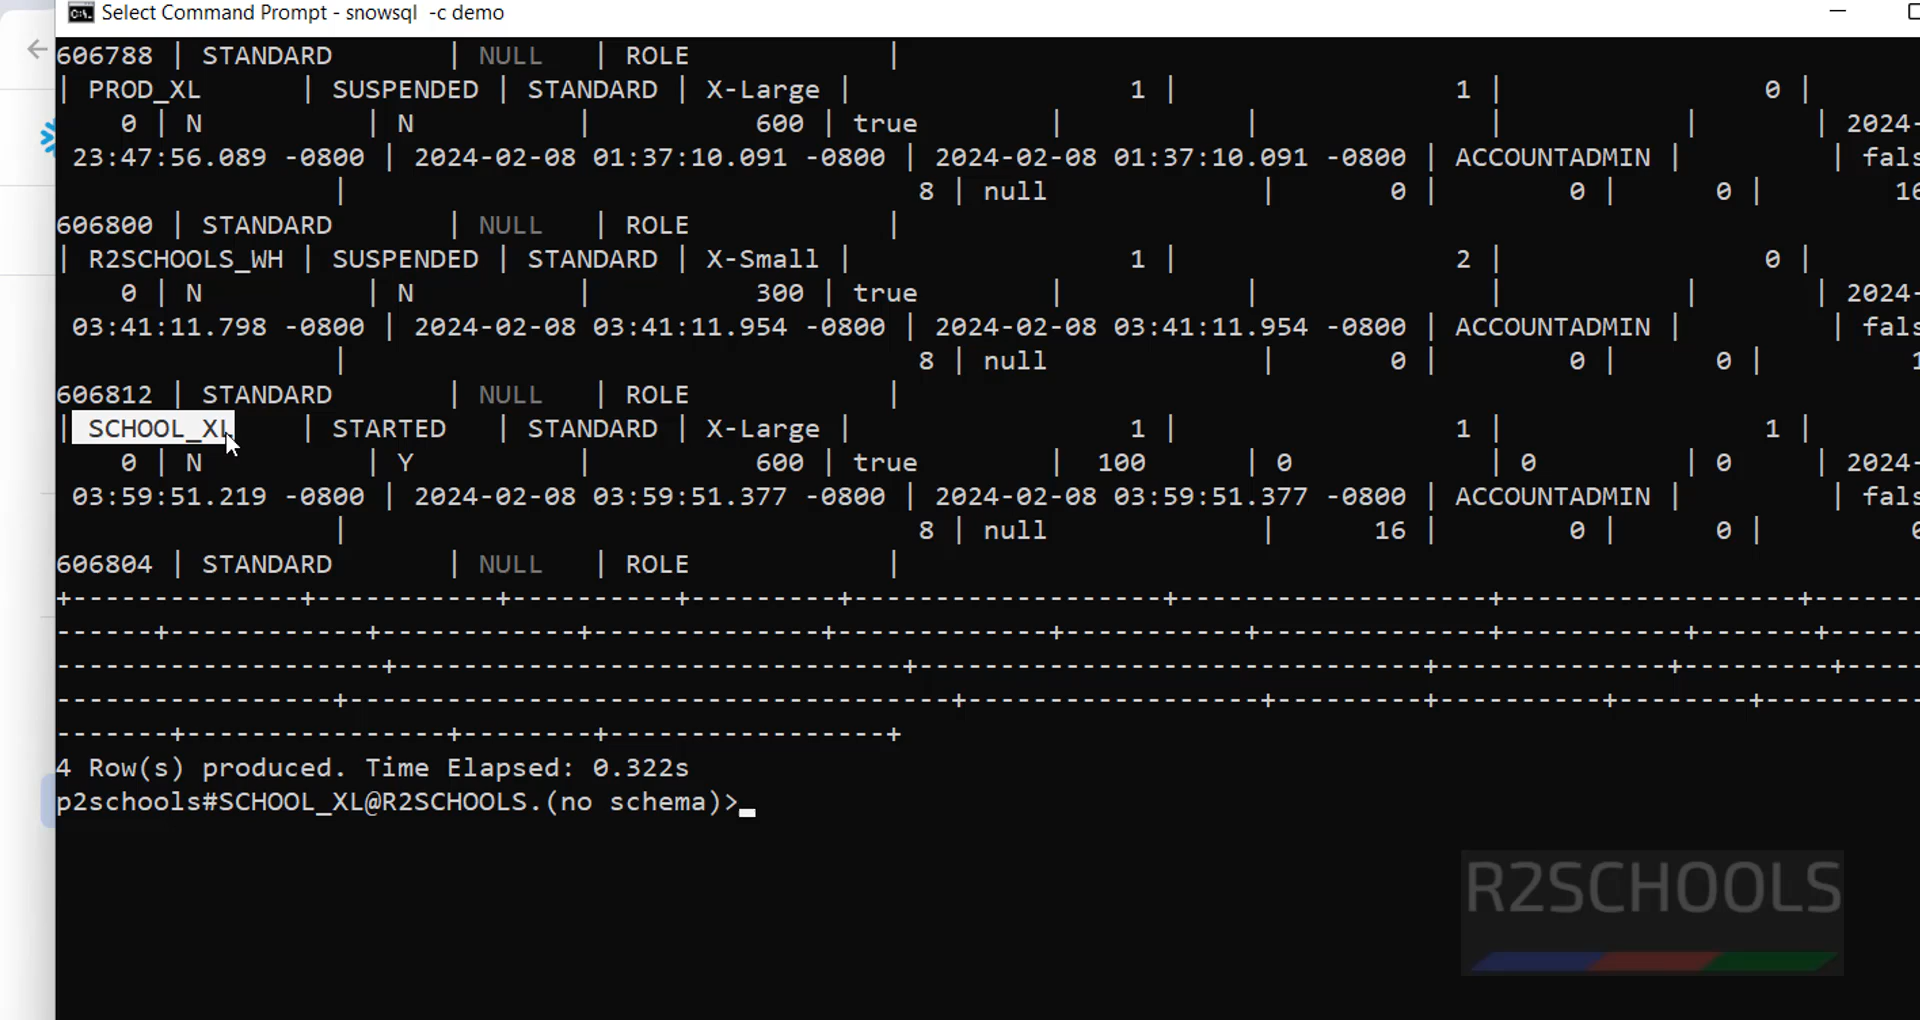 Select Command Prompt - snowsql -c demo
606788 | STANDARD | NULL | ROLE |
| PROD_XL | SUSPENDED | STANDARD | X-Large | 1 | 1 | 0 |
0 | N | N | 600 | true | | | | | 2024-
23:47:56.089 -0800 | 2024-02-08 01:37:10.091 -0800 | 2024-02-08 01:37:10.091 -0800 | ACCOUNTADMIN | | fals
| 8 | null | 0 | 0 | 0 | 16
606800 | STANDARD | NULL | ROLE |
| R2SCHOOLS_WH | SUSPENDED | STANDARD | X-Small | 1 | 2 | 0 |
0 | N | N | 300 | true | | | | | 2024-
03:41:11.798 -0800 | 2024-02-08 03:41:11.954 -0800 | 2024-02-08 03:41:11.954 -0800 | ACCOUNTADMIN | | fals
| 8 | null | 0 | 0 | 0 | 1
606812 | STANDARD | NULL | ROLE |
| SCHOOL_XL | STARTED | STANDARD | X-Large | 1 | 1 | 1 |
0 | N | Y | 600 | true | 100 | 0 | 0 | 0 | 2024-
03:59:51.219 -0800 | 2024-02-08 03:59:51.377 -0800 | 2024-02-08 03:59:51.377 -0800 | ACCOUNTADMIN | | fals
| 8 | null | 16 | 0 | 0 | 0
606804 | STANDARD | NULL | ROLE |
4 Row(s) produced. Time Elapsed: 0.322s
p2schools#SCHOOL_XL@R2SCHOOLS.(no schema)>
R2SCHOOLS